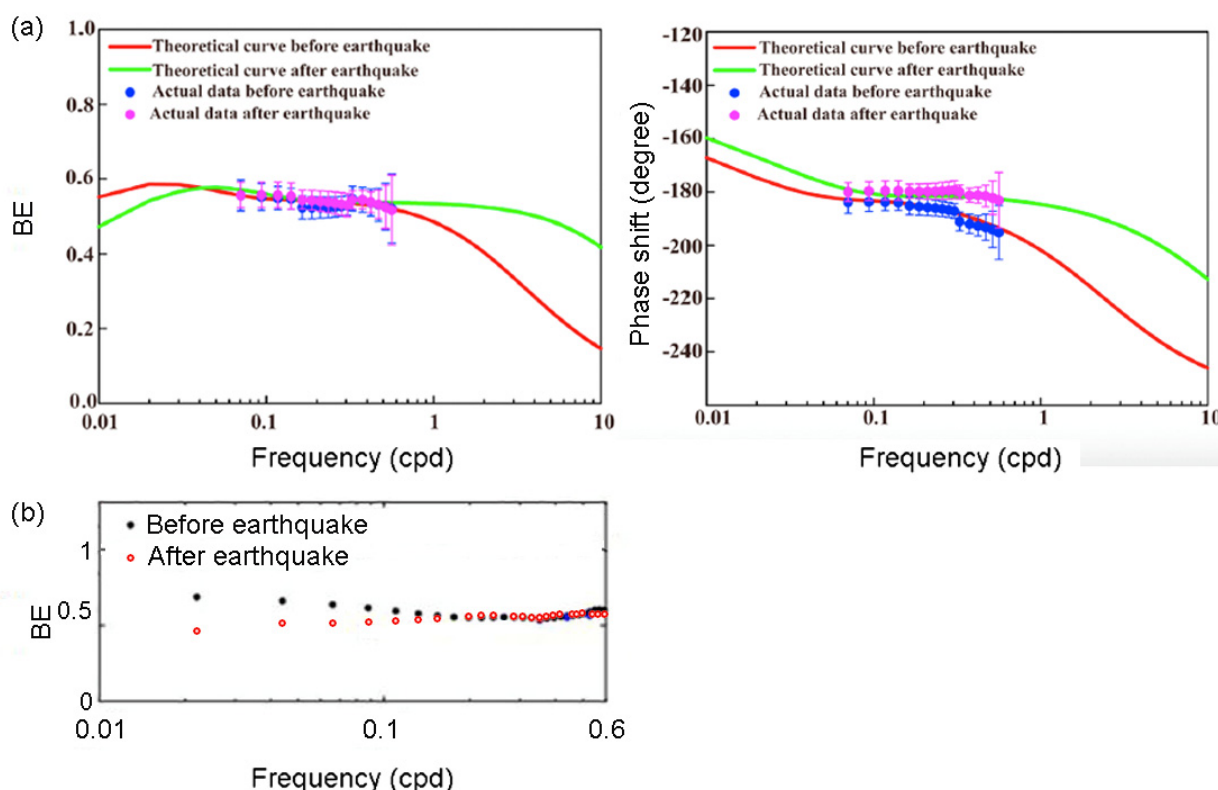 (a)
1.0
0.8
0.6
0.4
0.2
0.0
BE
Theoretical curve before earthquake
Theoretical curve after earthquake
Actual data before earthquake
Actual data after earthquake
0.01
0.1
1
10
Frequency (cpd)
-120
-140
-160
-180
-200
-220
-240
Phase shift (degree)
Theoretical curve before earthquake
Theoretical curve after earthquake
Actual data before earthquake
Actual data after earthquake
0.01
0.1
1
10
Frequency (cpd)
(b)
Before earthquake
After earthquake
1
0.5
0
BE
0.01
0.1
0.6
Frequency (cpd)